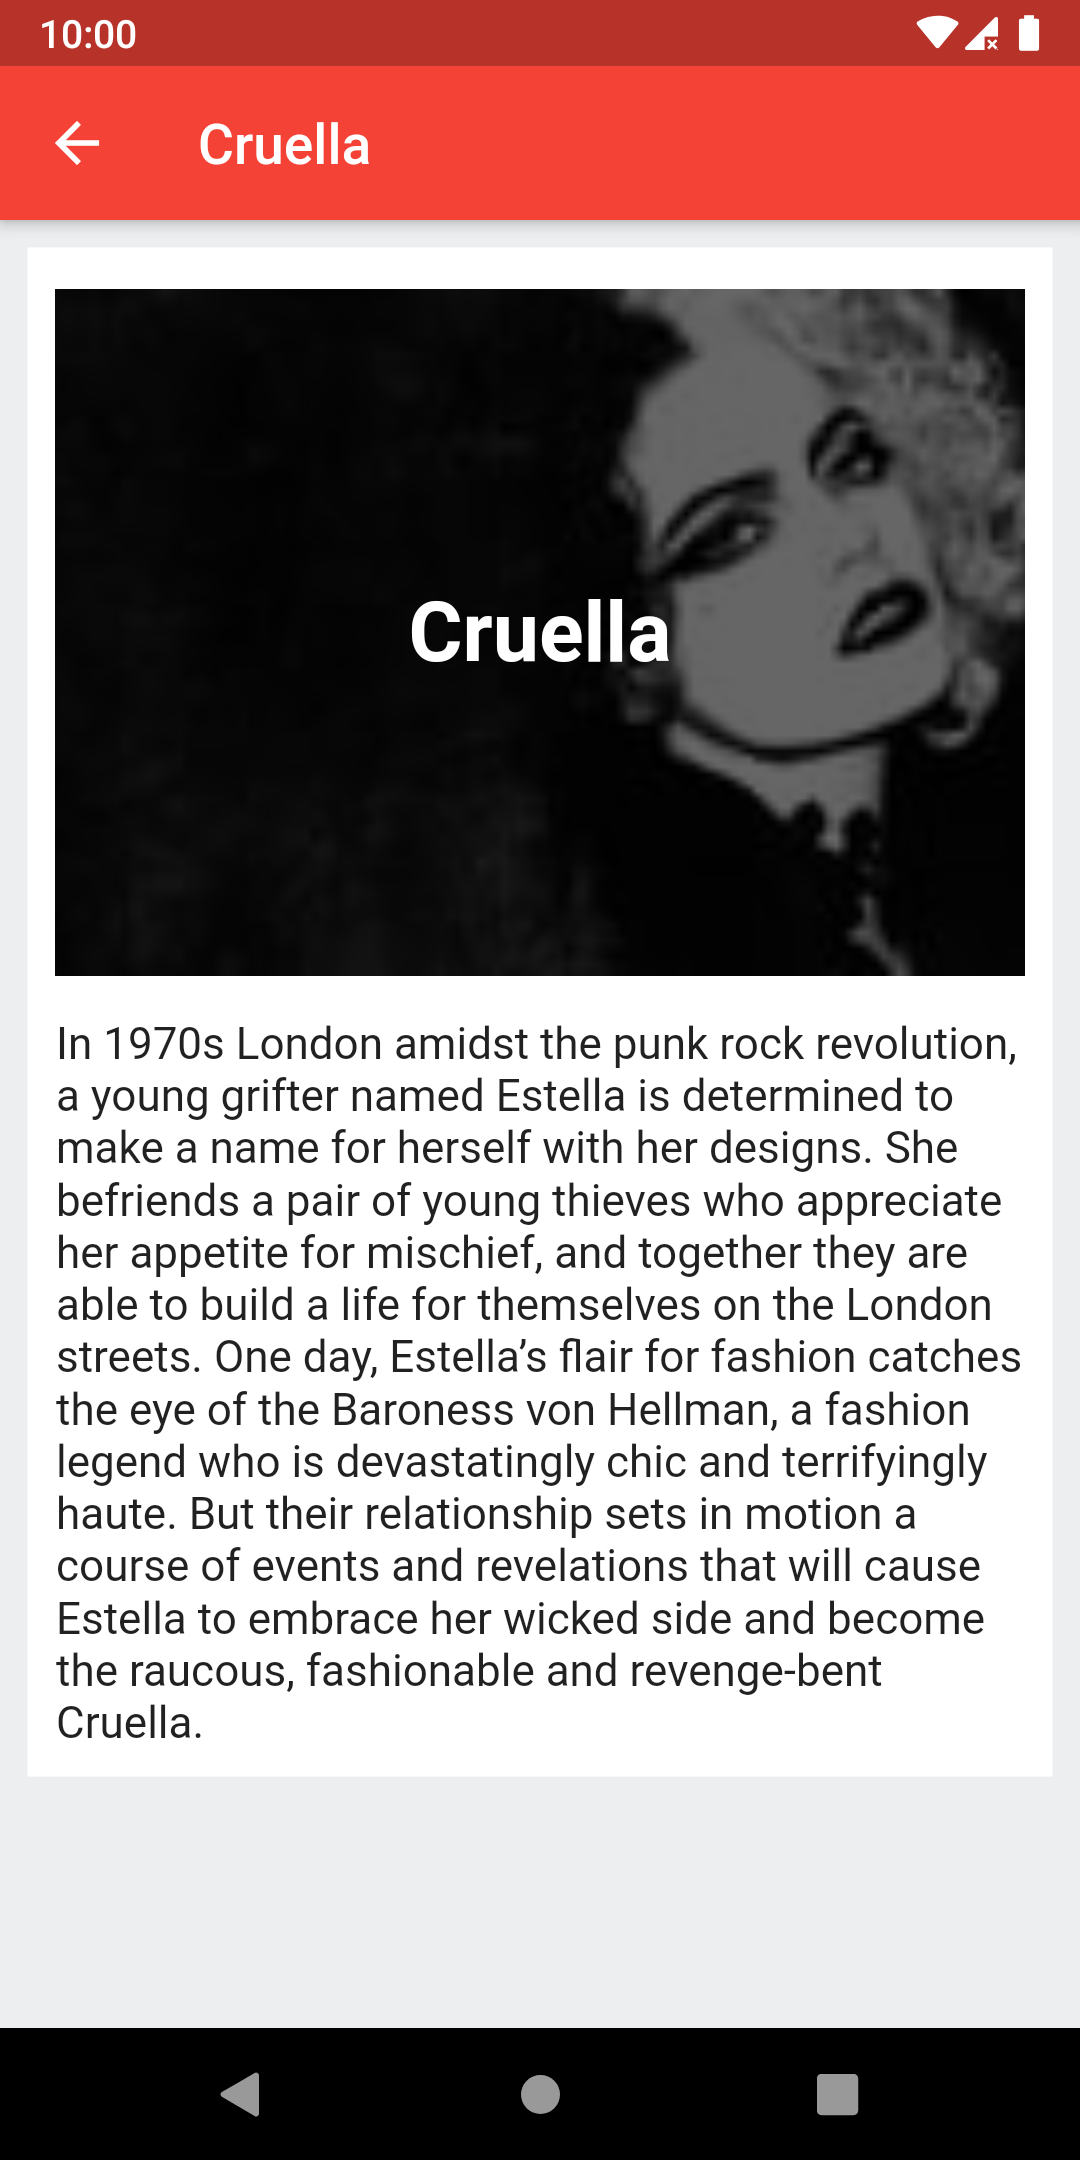 10:00
Cruella
Cruella
In 1970s London amidst the punk rock revolution,
a young grifter named Estella is determined to
make a name for herself with her designs. She
befriends a pair of young thieves who appreciate
her appetite for mischief, and together they are
able to build a life for themselves on the London
streets. One day, Estella’s flair for fashion catches
the eye of the Baroness von Hellman, a fashion
legend who is devastatingly chic and terrifyingly
haute. But their relationship sets in motion a
course of events and revelations that will cause
Estella to embrace her wicked side and become
the raucous, fashionable and revenge-bent
Cruella.